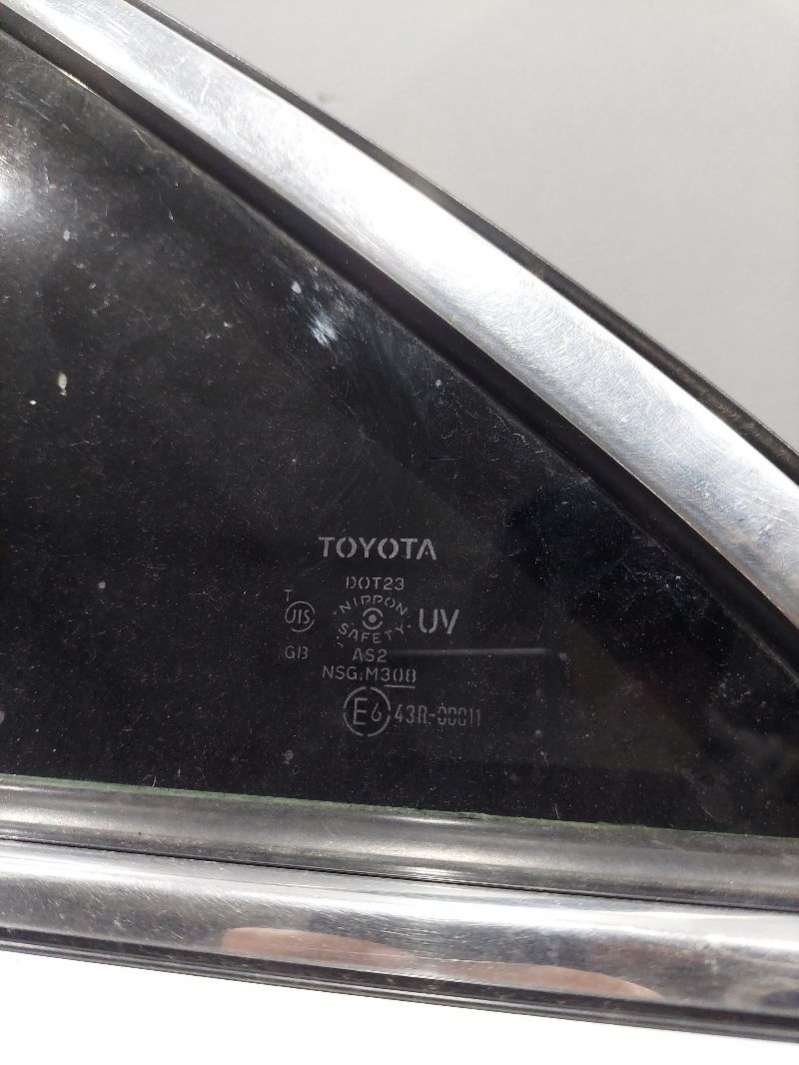 TOYOTA
DOT23
T
JIS
NIPPON
SAFETY
UV
GB
AS2
NSG.M308
E6 43R-00011